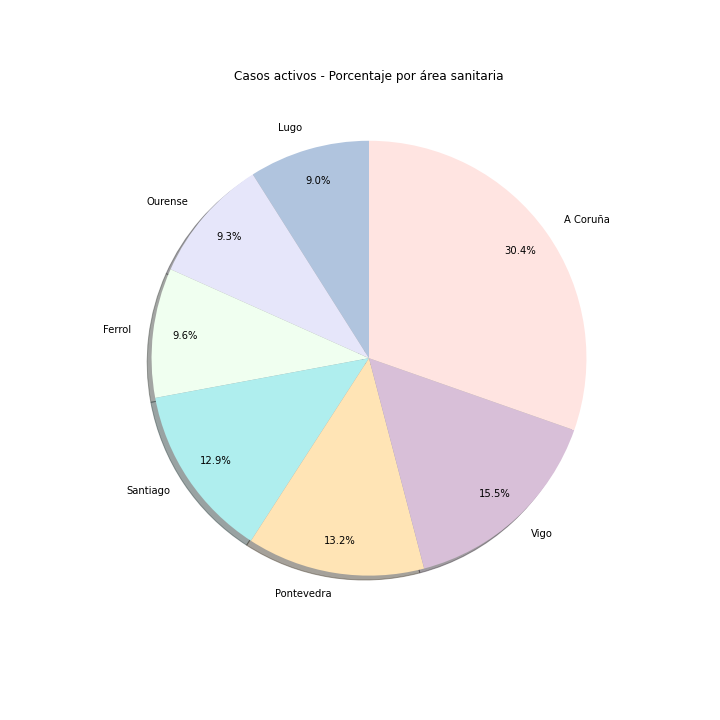 Casos activos - Porcentaje por área sanitaria
Lugo
9.0%
A Coruña
30.4%
Ourense
9.3%
Ferrol
9.6%
Santiago
12.9%
Pontevedra
13.2%
Vigo
15.5%